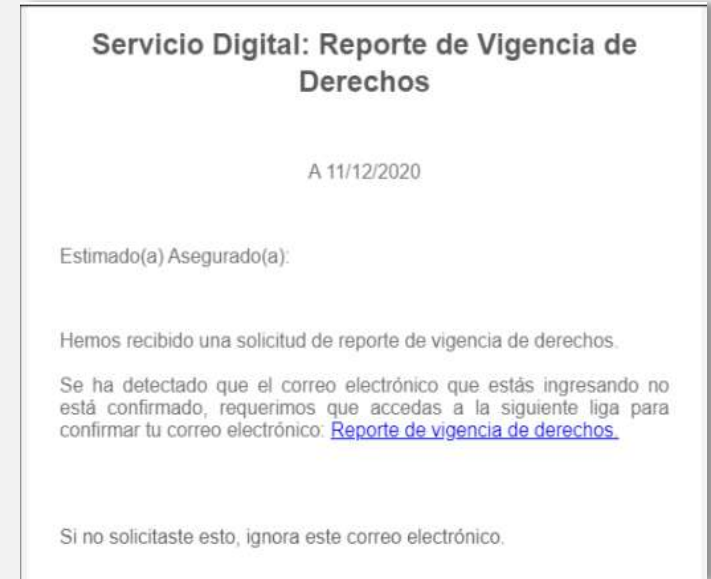 Servicio Digital: Reporte de Vigencia de
Derechos
A 11/12/2020
Estimado(a) Asegurado(a):
Hemos recibido una solicitud de reporte de vigencia de derechos.
Se ha detectado que el correo electrónico que estás ingresando no
está confirmado, requerimos que accedas a la siguiente liga para
confirmar tu correo electrónico: Reporte de vigencia de derechos.
Si no solicitaste esto, ignora este correo electrónico.